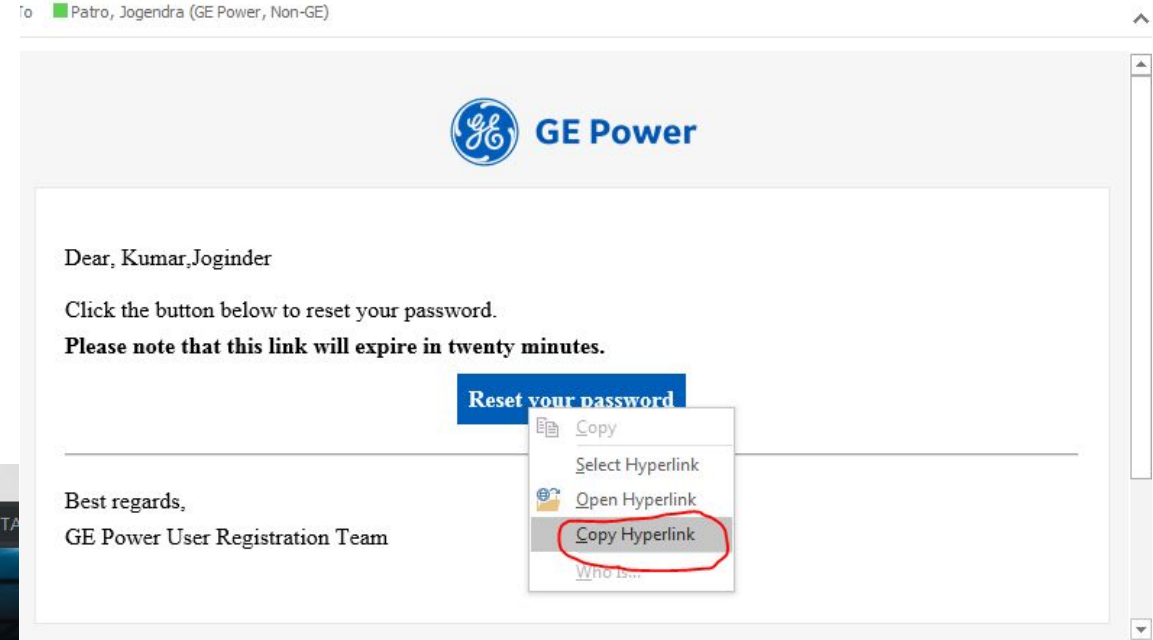 To Patro, Jogendra (GE Power, Non-GE)
GE GE Power
Dear, Kumar,Joginder
Click the button below to reset your password.
Please note that this link will expire in twenty minutes.
Reset your password
Copy
Select Hyperlink
Open Hyperlink
Copy Hyperlink
Who Is...
Best regards,
GE Power User Registration Team
TA